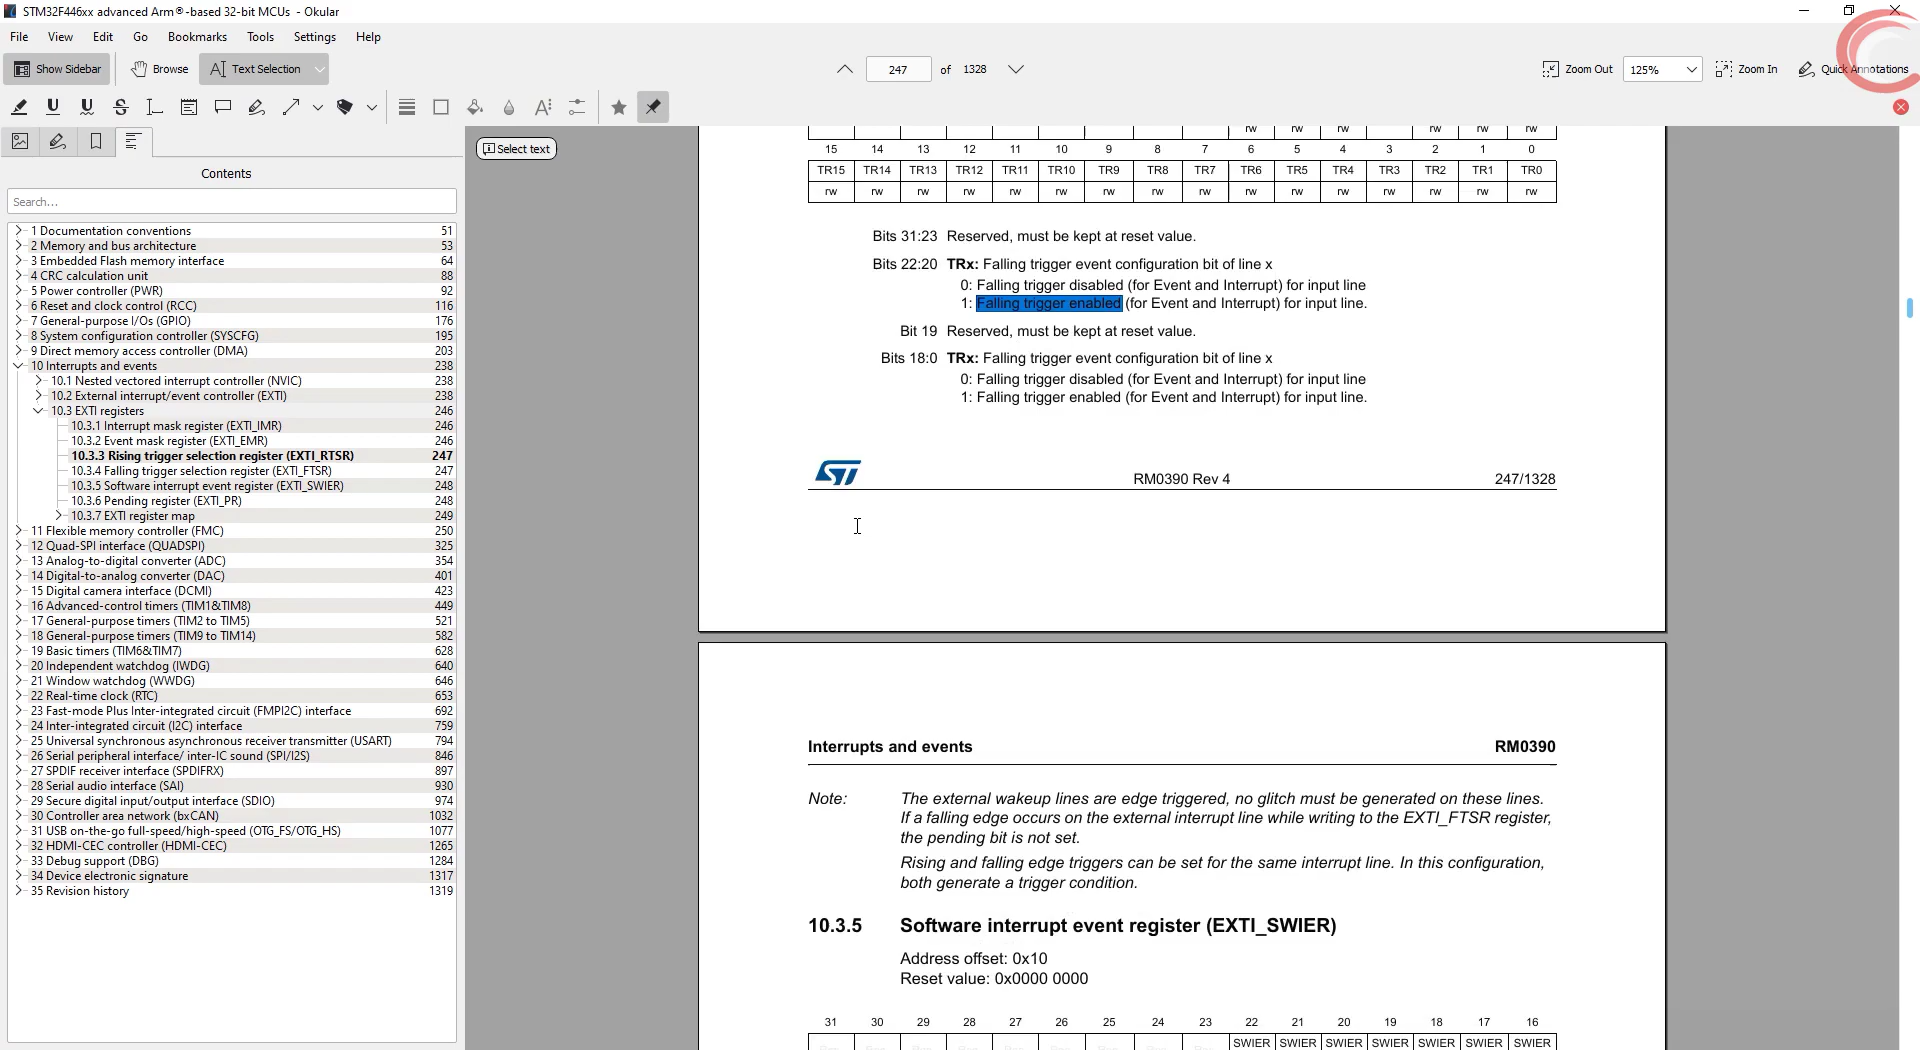 STM32F446xx advanced Arm®-based 32-bit MCUs - Okular
File View Edit Go Bookmarks Tools Settings Help
Show Sidebar Browse Text Selection 247 of 1328 Zoom Out 125% Zoom In Quick Annotations
Contents
Search...
1 Documentation conventions 51
2 Memory and bus architecture 53
3 Embedded Flash memory interface 64
4 CRC calculation unit 88
5 Power controller (PWR) 92
6 Reset and clock control (RCC) 116
7 General-purpose I/Os (GPIO) 176
8 System configuration controller (SYSCFG) 195
9 Direct memory access controller (DMA) 203
10 Interrupts and events 238
10.1 Nested vectored interrupt controller (NVIC) 238
10.2 External interrupt/event controller (EXTI) 238
10.3 EXTI registers 246
10.3.1 Interrupt mask register (EXTI_IMR) 246
10.3.2 Event mask register (EXTI_EMR) 246
10.3.3 Rising trigger selection register (EXTI_RTSR) 247
10.3.4 Falling trigger selection register (EXTI_FTSR) 247
10.3.5 Software interrupt event register (EXTI_SWIER) 248
10.3.6 Pending register (EXTI_PR) 248
10.3.7 EXTI register map 249
11 Flexible memory controller (FMC) 250
12 Quad-SPI interface (QUADSPI) 325
13 Analog-to-digital converter (ADC) 354
14 Digital-to-analog converter (DAC) 401
15 Digital camera interface (DCMI) 423
16 Advanced-control timers (TIM1&TIM8) 449
17 General-purpose timers (TIM2 to TIM5) 521
18 General-purpose timers (TIM9 to TIM14) 582
19 Basic timers (TIM6&TIM7) 628
20 Independent watchdog (IWDG) 640
21 Window watchdog (WWDG) 646
22 Real-time clock (RTC) 653
23 Fast-mode Plus Inter-integrated circuit (FMPI2C) interface 692
24 Inter-integrated circuit (I2C) interface 759
25 Universal synchronous asynchronous receiver transmitter (USART) 794
26 Serial peripheral interface/ inter-IC sound (SPI/I2S) 846
27 SPDIF receiver interface (SPDIFRX) 897
28 Serial audio interface (SAI) 930
29 Secure digital input/output interface (SDIO) 974
30 Controller area network (bxCAN) 1032
31 USB on-the-go full-speed/high-speed (OTG_FS/OTG_HS) 1077
32 HDMI-CEC controller (HDMI-CEC) 1265
33 Debug support (DBG) 1284
34 Device electronic signature 1317
35 Revision history 1319
Select text
rw rw rw rw rw rw
15 14 13 12 11 10 9 8 7 6 5 4 3 2 1 0
TR15 TR14 TR13 TR12 TR11 TR10 TR9 TR8 TR7 TR6 TR5 TR4 TR3 TR2 TR1 TR0
rw rw rw rw rw rw rw rw rw rw rw rw rw rw rw rw
Bits 31:23 Reserved, must be kept at reset value.
Bits 22:20 TRx: Falling trigger event configuration bit of line x
0: Falling trigger disabled (for Event and Interrupt) for input line
1: Falling trigger enabled (for Event and Interrupt) for input line.
Bit 19 Reserved, must be kept at reset value.
Bits 18:0 TRx: Falling trigger event configuration bit of line x
0: Falling trigger disabled (for Event and Interrupt) for input line
1: Falling trigger enabled (for Event and Interrupt) for input line.
ST RM0390 Rev 4 247/1328
Interrupts and events RM0390
Note: The external wakeup lines are edge triggered, no glitch must be generated on these lines.
If a falling edge occurs on the external interrupt line while writing to the EXTI_FTSR register,
the pending bit is not set.
Rising and falling edge triggers can be set for the same interrupt line. In this configuration,
both generate a trigger condition.
10.3.5 Software interrupt event register (EXTI_SWIER)
Address offset: 0x10
Reset value: 0x0000 0000
31 30 29 28 27 26 25 24 23 22 21 20 19 18 17 16
SWIER SWIER SWIER SWIER SWIER SWIER SWIER